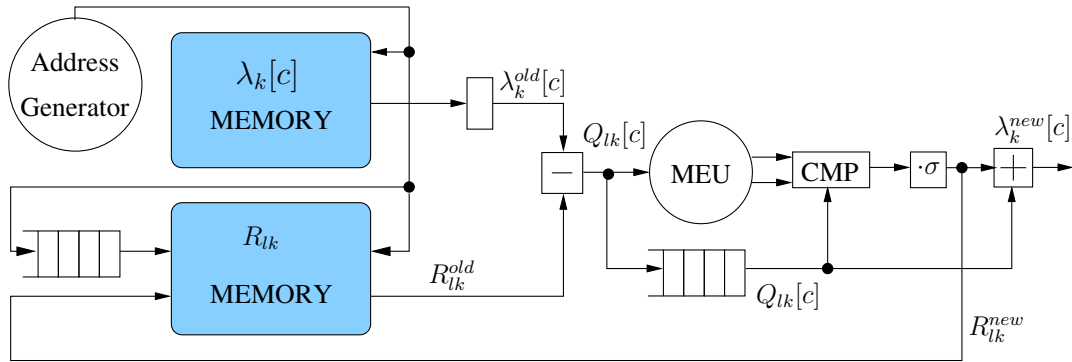 Address
Generator
λ_k[c]
MEMORY
λ_k^{old}[c]
Q_{lk}[c]
λ_k^{new}[c]
−
MEU
CMP
·σ
+
R_{lk}
MEMORY
R_{lk}^{old}
Q_{lk}[c]
R_{lk}^{new}